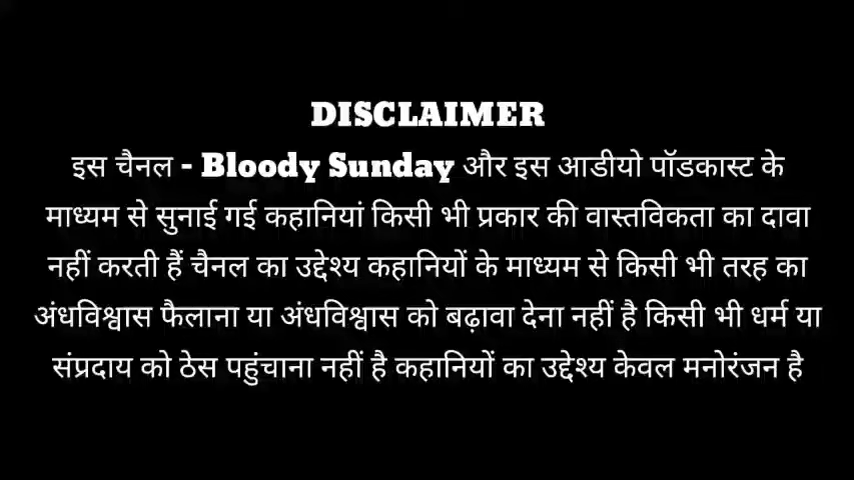 DISCLAIMER
इस चैनल - Bloody Sunday और इस आडीयो पॉडकास्ट के
माध्यम से सुनाई गई कहानियां किसी भी प्रकार की वास्तविकता का दावा
नहीं करती हैं चैनल का उद्देश्य कहानियों के माध्यम से किसी भी तरह का
अंधविश्वास फैलाना या अंधविश्वास को बढ़ावा देना नहीं है किसी भी धर्म या
संप्रदाय को ठेस पहुंचाना नहीं है कहानियों का उद्देश्य केवल मनोरंजन है